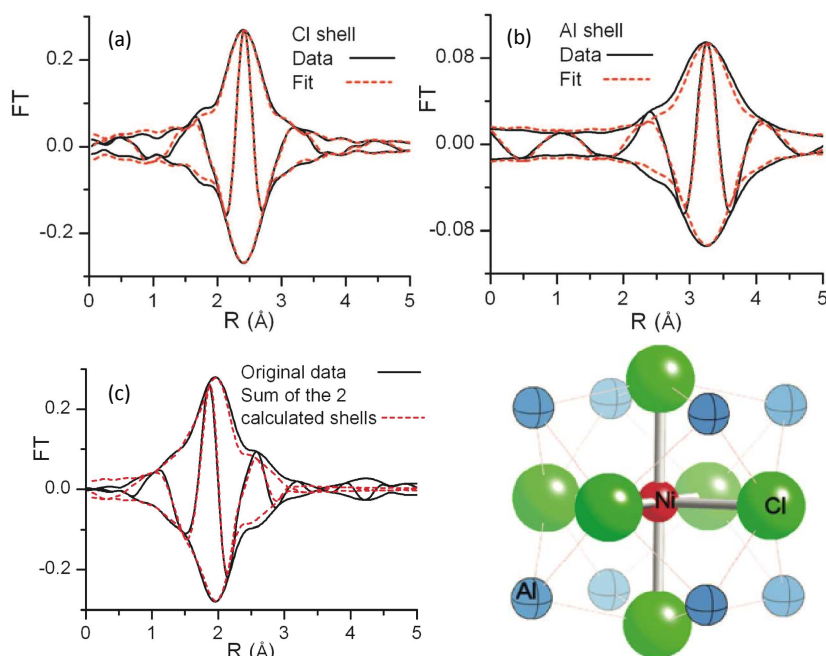 (a)
Cl shell
Data
Fit
FT
0.2
0.0
-0.2
0 1 2 3 4 5
R (Å)
(b)
Al shell
Data
Fit
FT
0.08
0.00
-0.08
0 1 2 3 4 5
R (Å)
(c)
Original data
Sum of the 2
calculated shells
FT
0.2
0.0
-0.2
0 1 2 3 4 5
R (Å)
Ni
Cl
Al